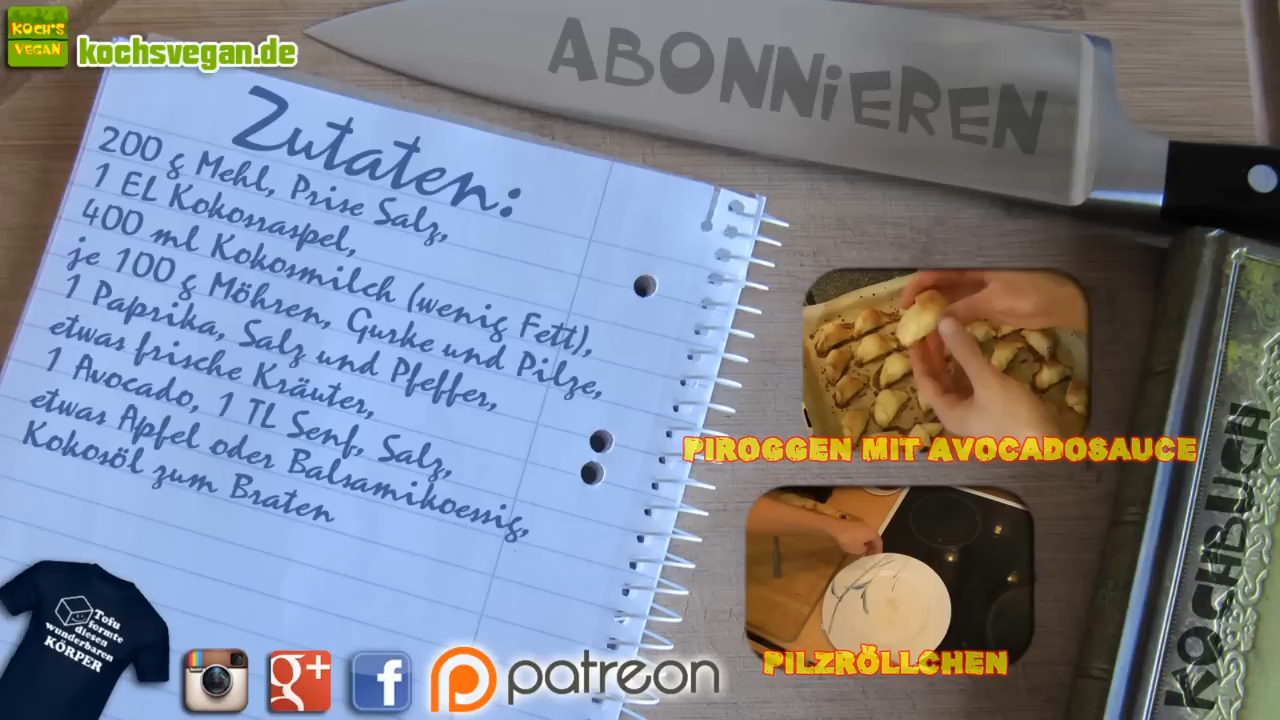 KOCH'S
VEGAN
kochsvegan.de
ABONNiEREN
Zutaten:
200 g Mehl, Prise Salz,
1 EL Kokosraspel,
400 ml Kokosmilch (wenig Fett),
je 100 g Möhren, Gurke und Pilze,
1 Paprika, Salz und Pfeffer,
etwas frische Kräuter,
1 Avocado, 1 TL Senf, Salz,
etwas Apfel oder Balsamikoessig,
Kokosöl zum Braten
PIROGGEN MIT AVOCADOSAUCE
PILZRÖLLCHEN
KOCHBUCH
Tofu
formte
diesen
wunderbaren
KÖRPER
g+
f
patreon